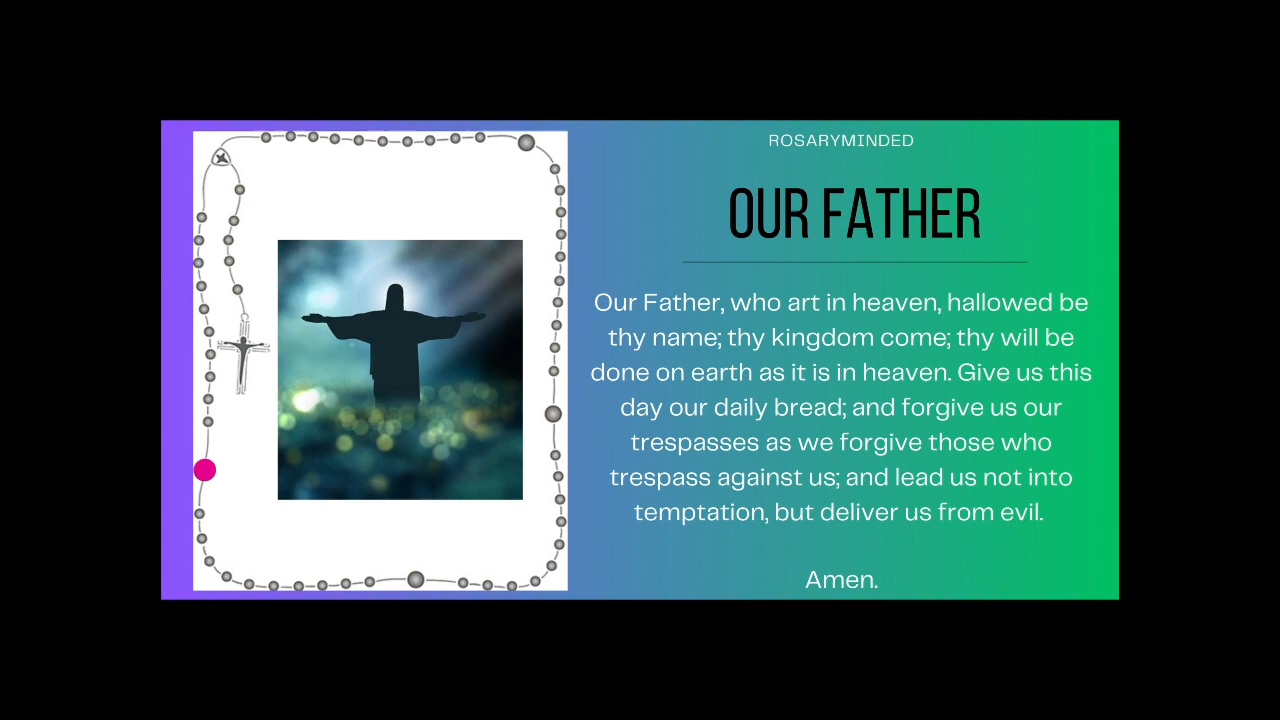 ROSARYMINDED
OUR FATHER
Our Father, who art in heaven, hallowed be
thy name; thy kingdom come; thy will be
done on earth as it is in heaven. Give us this
day our daily bread; and forgive us our
trespasses as we forgive those who
trespass against us; and lead us not into
temptation, but deliver us from evil.
Amen.